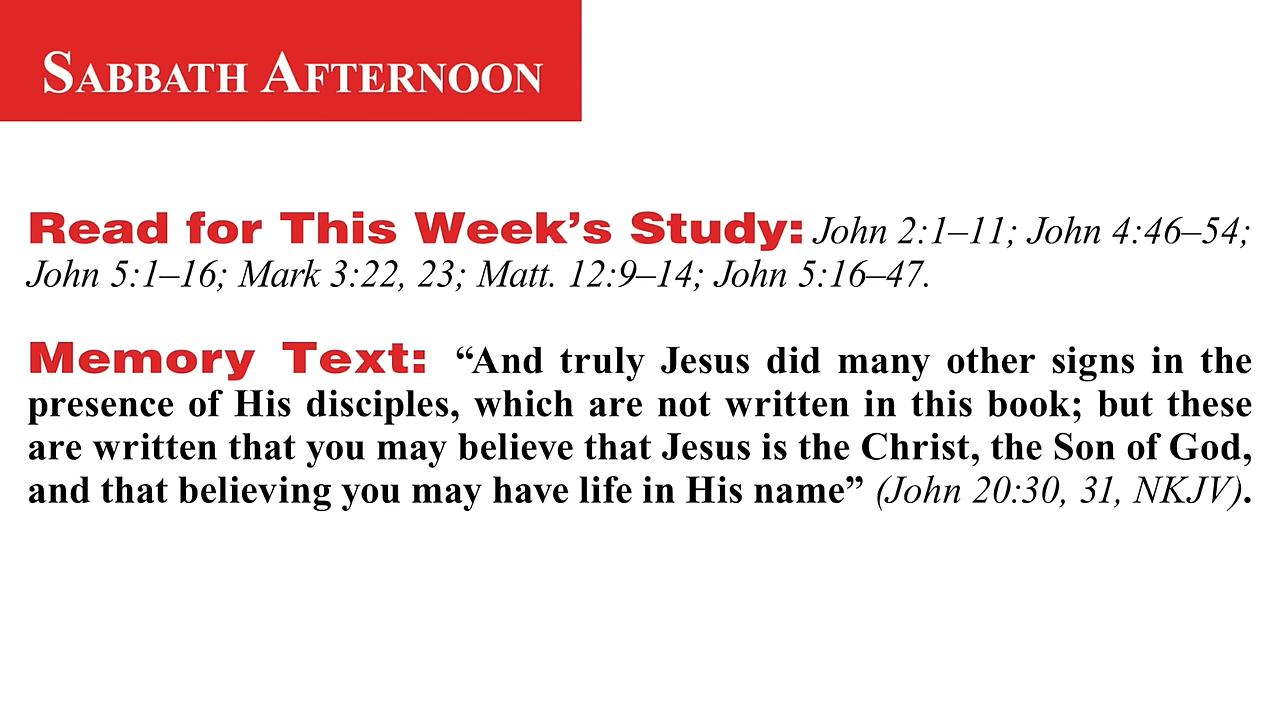 SABBATH AFTERNOON
Read for This Week’s Study: John 2:1–11; John 4:46–54;
John 5:1–16; Mark 3:22, 23; Matt. 12:9–14; John 5:16–47.
Memory Text: “And truly Jesus did many other signs in the
presence of His disciples, which are not written in this book; but these
are written that you may believe that Jesus is the Christ, the Son of God,
and that believing you may have life in His name” (John 20:30, 31, NKJV).